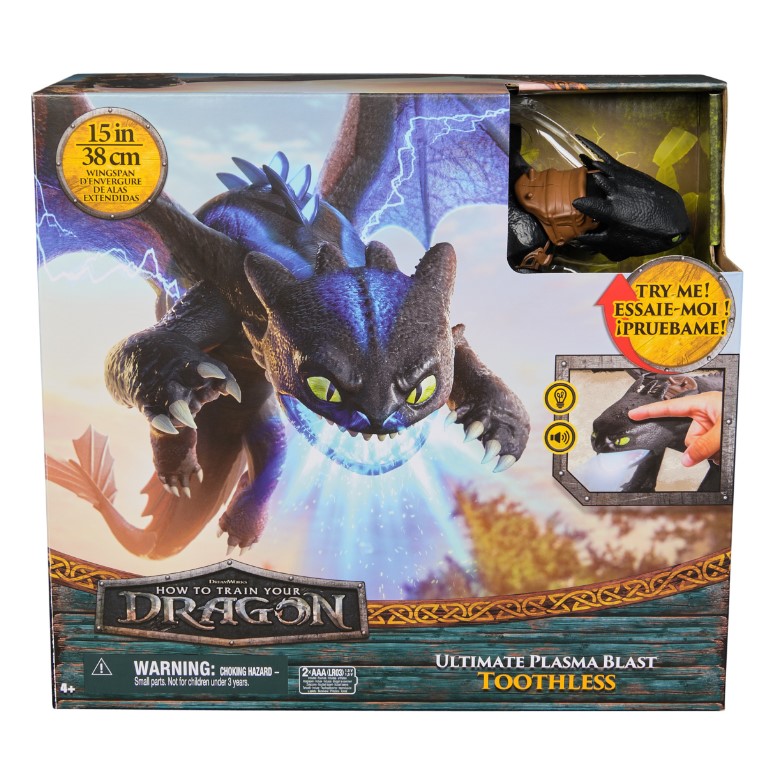 15 in
38 cm
WINGSPAN
D'ENVERGURE
DE ALAS
EXTENDIDAS
TRY ME!
ESSAIE-MOI !
¡PRUEBAME!
DREAMWORKS
HOW TO TRAIN YOUR
DRAGON
WARNING: CHOKING HAZARD –
Small parts. Not for children under 3 years.
2×AAA (LR03) 1.5V
4+
ULTIMATE PLASMA BLAST
TOOTHLESS